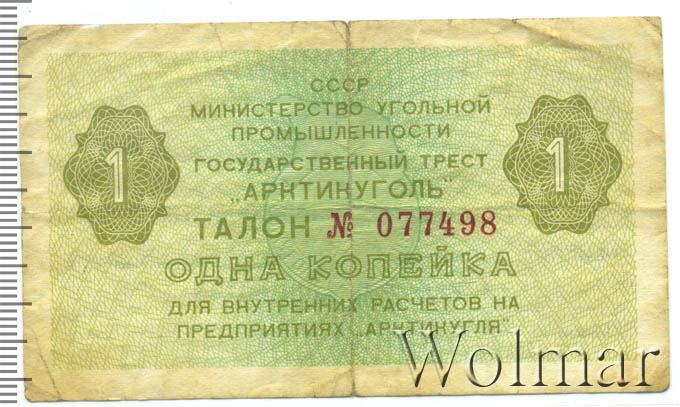 СССР
МИНИСТЕРСТВО УГОЛЬНОЙ
ПРОМЫШЛЕННОСТИ
ГОСУДАРСТВЕННЫЙ ТРЕСТ
„АРКТИКУГОЛЬ"
1
1
ТАЛОН № 077498
ОДНА КОПЕЙКА
ДЛЯ ВНУТРЕННИХ РАСЧЕТОВ НА
ПРЕДПРИЯТИЯХ „АРКТИКУГЛЯ"
Wolmar